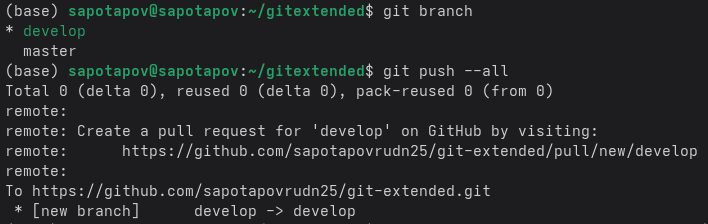 (base) sapotapov@sapotapov:~/gitextended$ git branch
* develop
  master
(base) sapotapov@sapotapov:~/gitextended$ git push --all
Total 0 (delta 0), reused 0 (delta 0), pack-reused 0 (from 0)
remote:
remote: Create a pull request for 'develop' on GitHub by visiting:
remote:      https://github.com/sapotapovrudn25/git-extended/pull/new/develop
remote:
To https://github.com/sapotapovrudn25/git-extended.git
 * [new branch]      develop -> develop